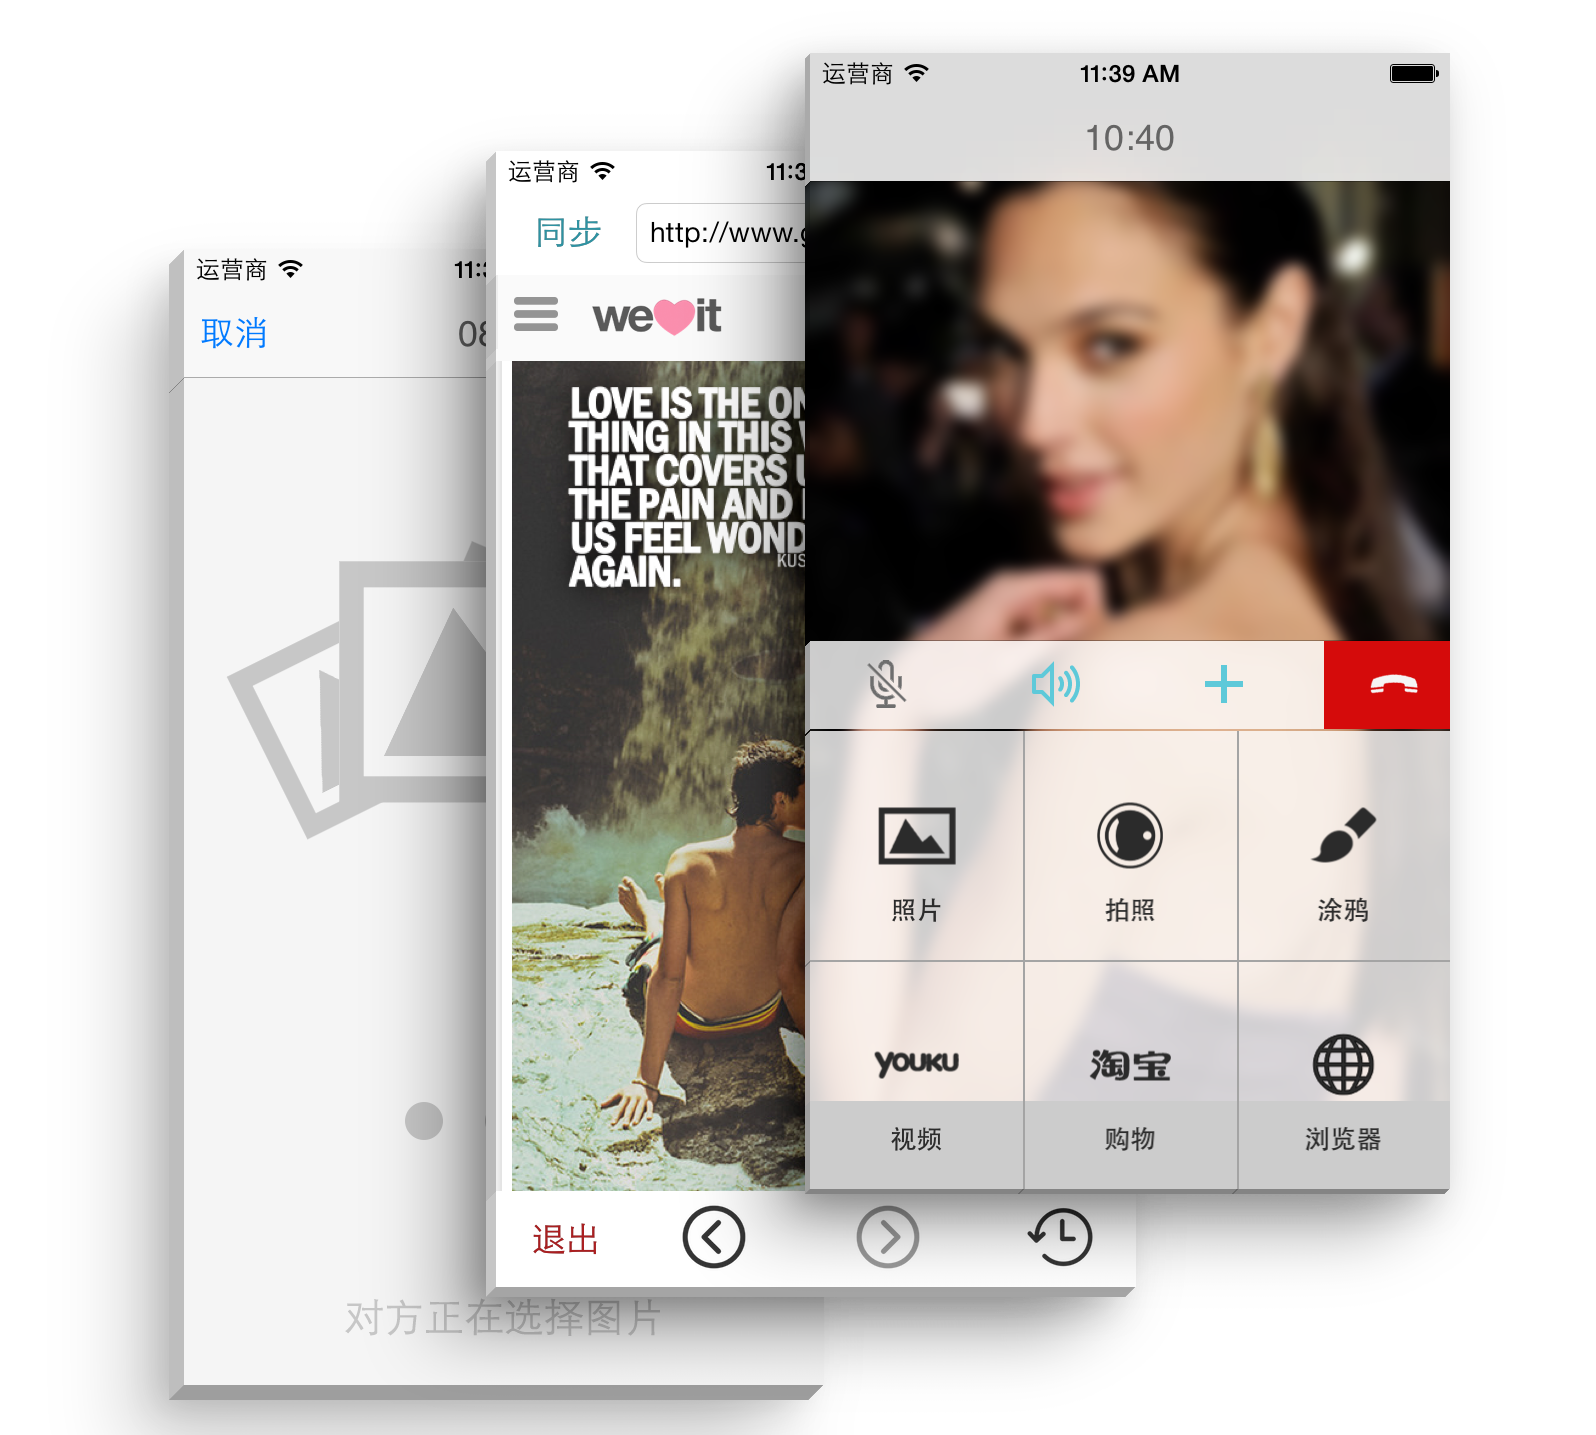 运营商
11:39 AM
10:40
照片
拍照
涂鸦
YOUKU
淘宝
视频
购物
浏览器
运营商
11:3
同步
http://www.g
we it
LOVE IS THE ON
THING IN THIS
THAT COVERS U
THE PAIN AND
US FEEL WOND
KUS
AGAIN.
退出
运营商
11:3
取消
08
对方正在选择图片